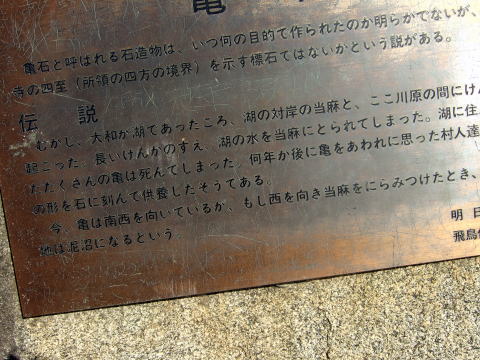 亀
亀石と呼ばれる石造物は、いつ何の目的で作られたのか明らかでないが、
寺の四至（所領の四方の境界）を示す標石ではないかという説がある。
伝　説
むかし、大和が湖であったころ、湖の対岸の当麻と、ここ川原の間にけん
起こった。長いけんかのすえ、湖の水を当麻にとられてしまった。湖に住
たたくさんの亀は死んでしまった。何年か後に亀をあわれに思った村人達
の形を石に刻んで供養したそうである。
今、亀は南西を向いているが、もし西を向き当麻をにらみつけたとき、
地は泥沼になるという。
明日
飛鳥